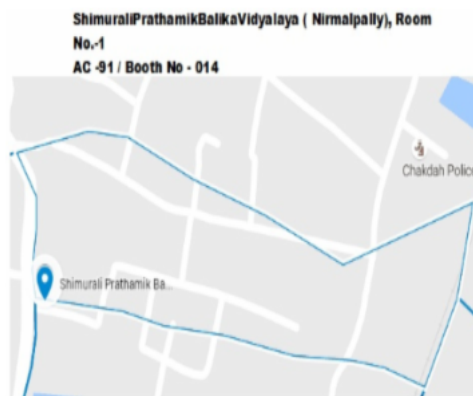 ShimuraliPrathamikBalikaVidyalaya ( Nirmalpally), Room
No.-1
AC -91 / Booth No - 014
Chakdah Police
Shimurali Prathamik Ba...